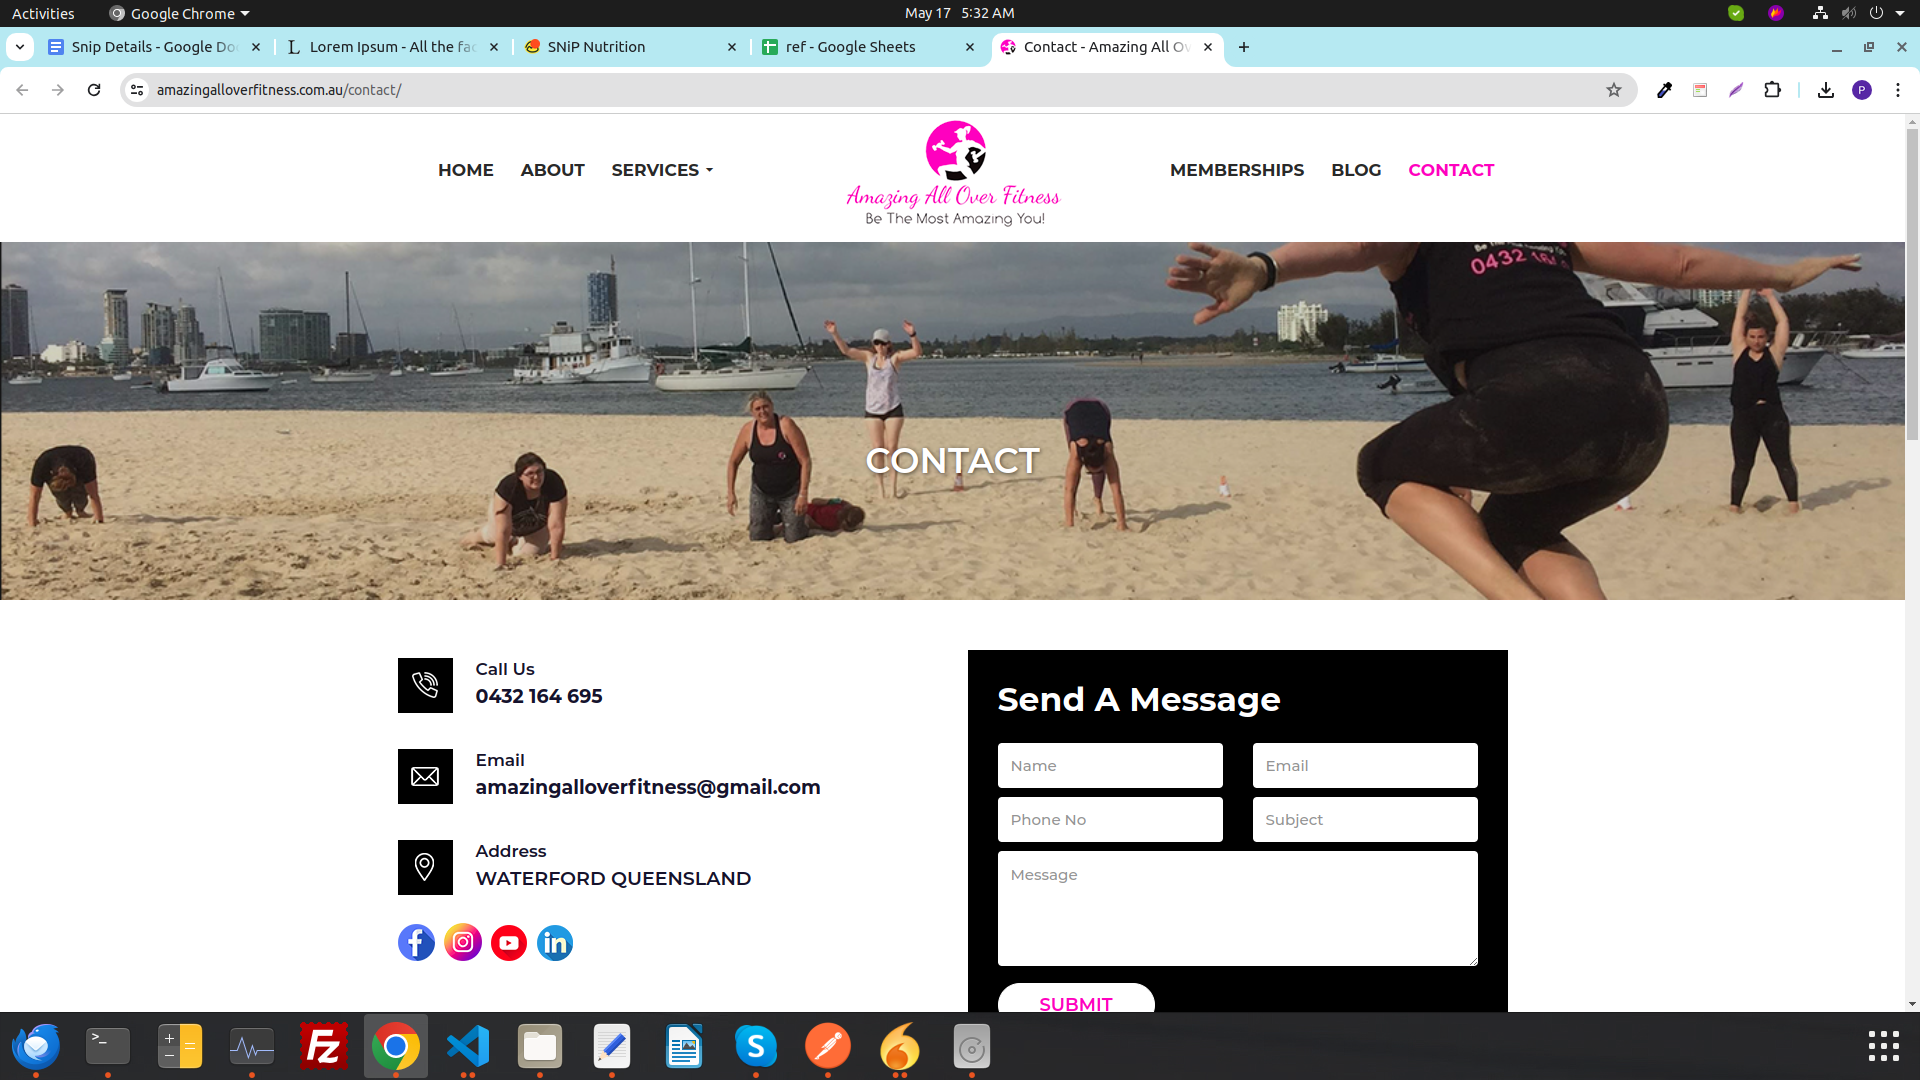 Activities
Google Chrome
May 17 5:32 AM
Snip Details - Google Do
Lorem Ipsum - All the fac
SNiP Nutrition
ref - Google Sheets
Contact - Amazing All Ov
amazingalloverfitness.com.au/contact/
P
HOME
ABOUT
SERVICES
Amazing All Over Fitness
Be The Most Amazing You!
MEMBERSHIPS
BLOG
CONTACT
0432
CONTACT
Call Us
0432 164 695
Email
amazingalloverfitness@gmail.com
Address
WATERFORD QUEENSLAND
Send A Message
Name
Email
Phone No
Subject
Message
SUBMIT